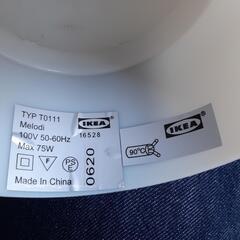 TYP T0111
Melodi
100V 50-60Hz
Max 75W
IKEA
16528
F
PS
E
Made In China
0620
IKEA
90°C